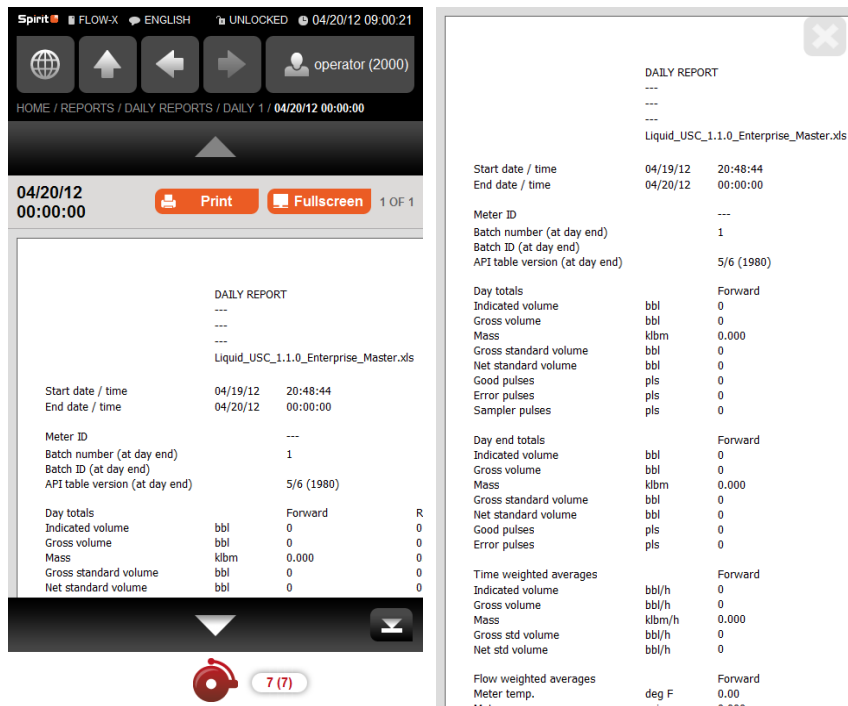 Spirit FLOW-X ENGLISH UNLOCKED 04/20/12 09:00:21
operator (2000)
HOME / REPORTS / DAILY REPORTS / DAILY 1 / 04/20/12 00:00:00
04/20/12
00:00:00
Print Fullscreen 1 OF 1
DAILY REPORT
---
---
---
Liquid_USC_1.1.0_Enterprise_Master.xls
Start date / time 04/19/12 20:48:44
End date / time 04/20/12 00:00:00
Meter ID ---
Batch number (at day end) 1
Batch ID (at day end)
API table version (at day end) 5/6 (1980)
Day totals Forward R
Indicated volume bbl 0 0
Gross volume bbl 0 0
Mass klbm 0.000 0
Gross standard volume bbl 0 0
Net standard volume bbl 0 0
7 (7)
DAILY REPORT
---
---
---
Liquid_USC_1.1.0_Enterprise_Master.xls
Start date / time 04/19/12 20:48:44
End date / time 04/20/12 00:00:00
Meter ID ---
Batch number (at day end) 1
Batch ID (at day end)
API table version (at day end) 5/6 (1980)
Day totals Forward
Indicated volume bbl 0
Gross volume bbl 0
Mass klbm 0.000
Gross standard volume bbl 0
Net standard volume bbl 0
Good pulses pls 0
Error pulses pls 0
Sampler pulses pls 0
Day end totals Forward
Indicated volume bbl 0
Gross volume bbl 0
Mass klbm 0.000
Gross standard volume bbl 0
Net standard volume bbl 0
Good pulses pls 0
Error pulses pls 0
Time weighted averages Forward
Indicated volume bbl/h 0
Gross volume bbl/h 0
Mass klbm/h 0.000
Gross std volume bbl/h 0
Net std volume bbl/h 0
Flow weighted averages Forward
Meter temp. deg F 0.00